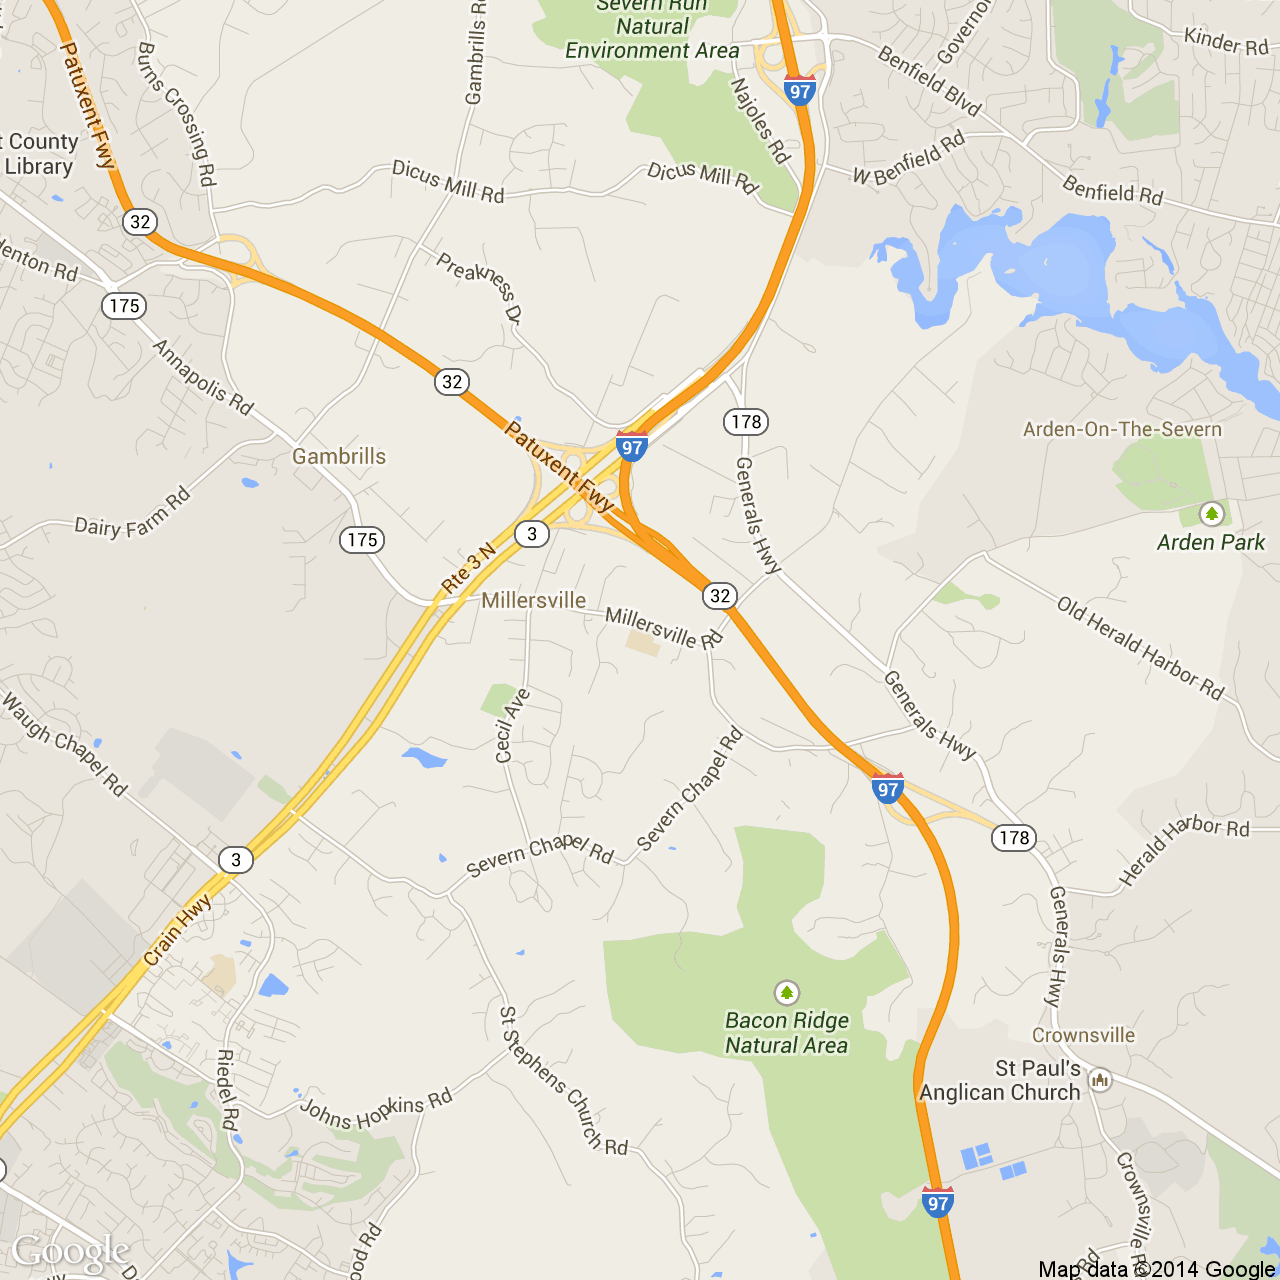 Severn Run
Natural
Environment Area
Kinder Rd
Governor
Benfield Blvd
97
Patuxent Fwy
Burns Crossing Rd
Gambrills Rd
Najoles Rd
t County
Library
W Benfield Rd
Dicus Mill Rd
Dicus Mill Rd
Benfield Rd
32
denton Rd
Preakness Dr
175
Annapolis Rd
32
178
Arden-On-The-Severn
Gambrills
Patuxent Fwy
97
Generals Hwy
Dairy Farm Rd
175
3
Arden Park
Rte 3 N
Millersville
32
Millersville Rd
Old Herald Harbor Rd
Waugh Chapel Rd
Cecil Ave
Generals Hwy
Severn Chapel Rd
97
178
Herald Harbor Rd
Severn Chapel Rd
3
Crain Hwy
Generals Hwy
Bacon Ridge
Natural Area
Crownsville
St Paul's
Anglican Church
St Stephens Church Rd
Riedel Rd
Johns Hopkins Rd
Crownsville Rd
97
ood Rd
Rd
Google
Map data ©2014 Google